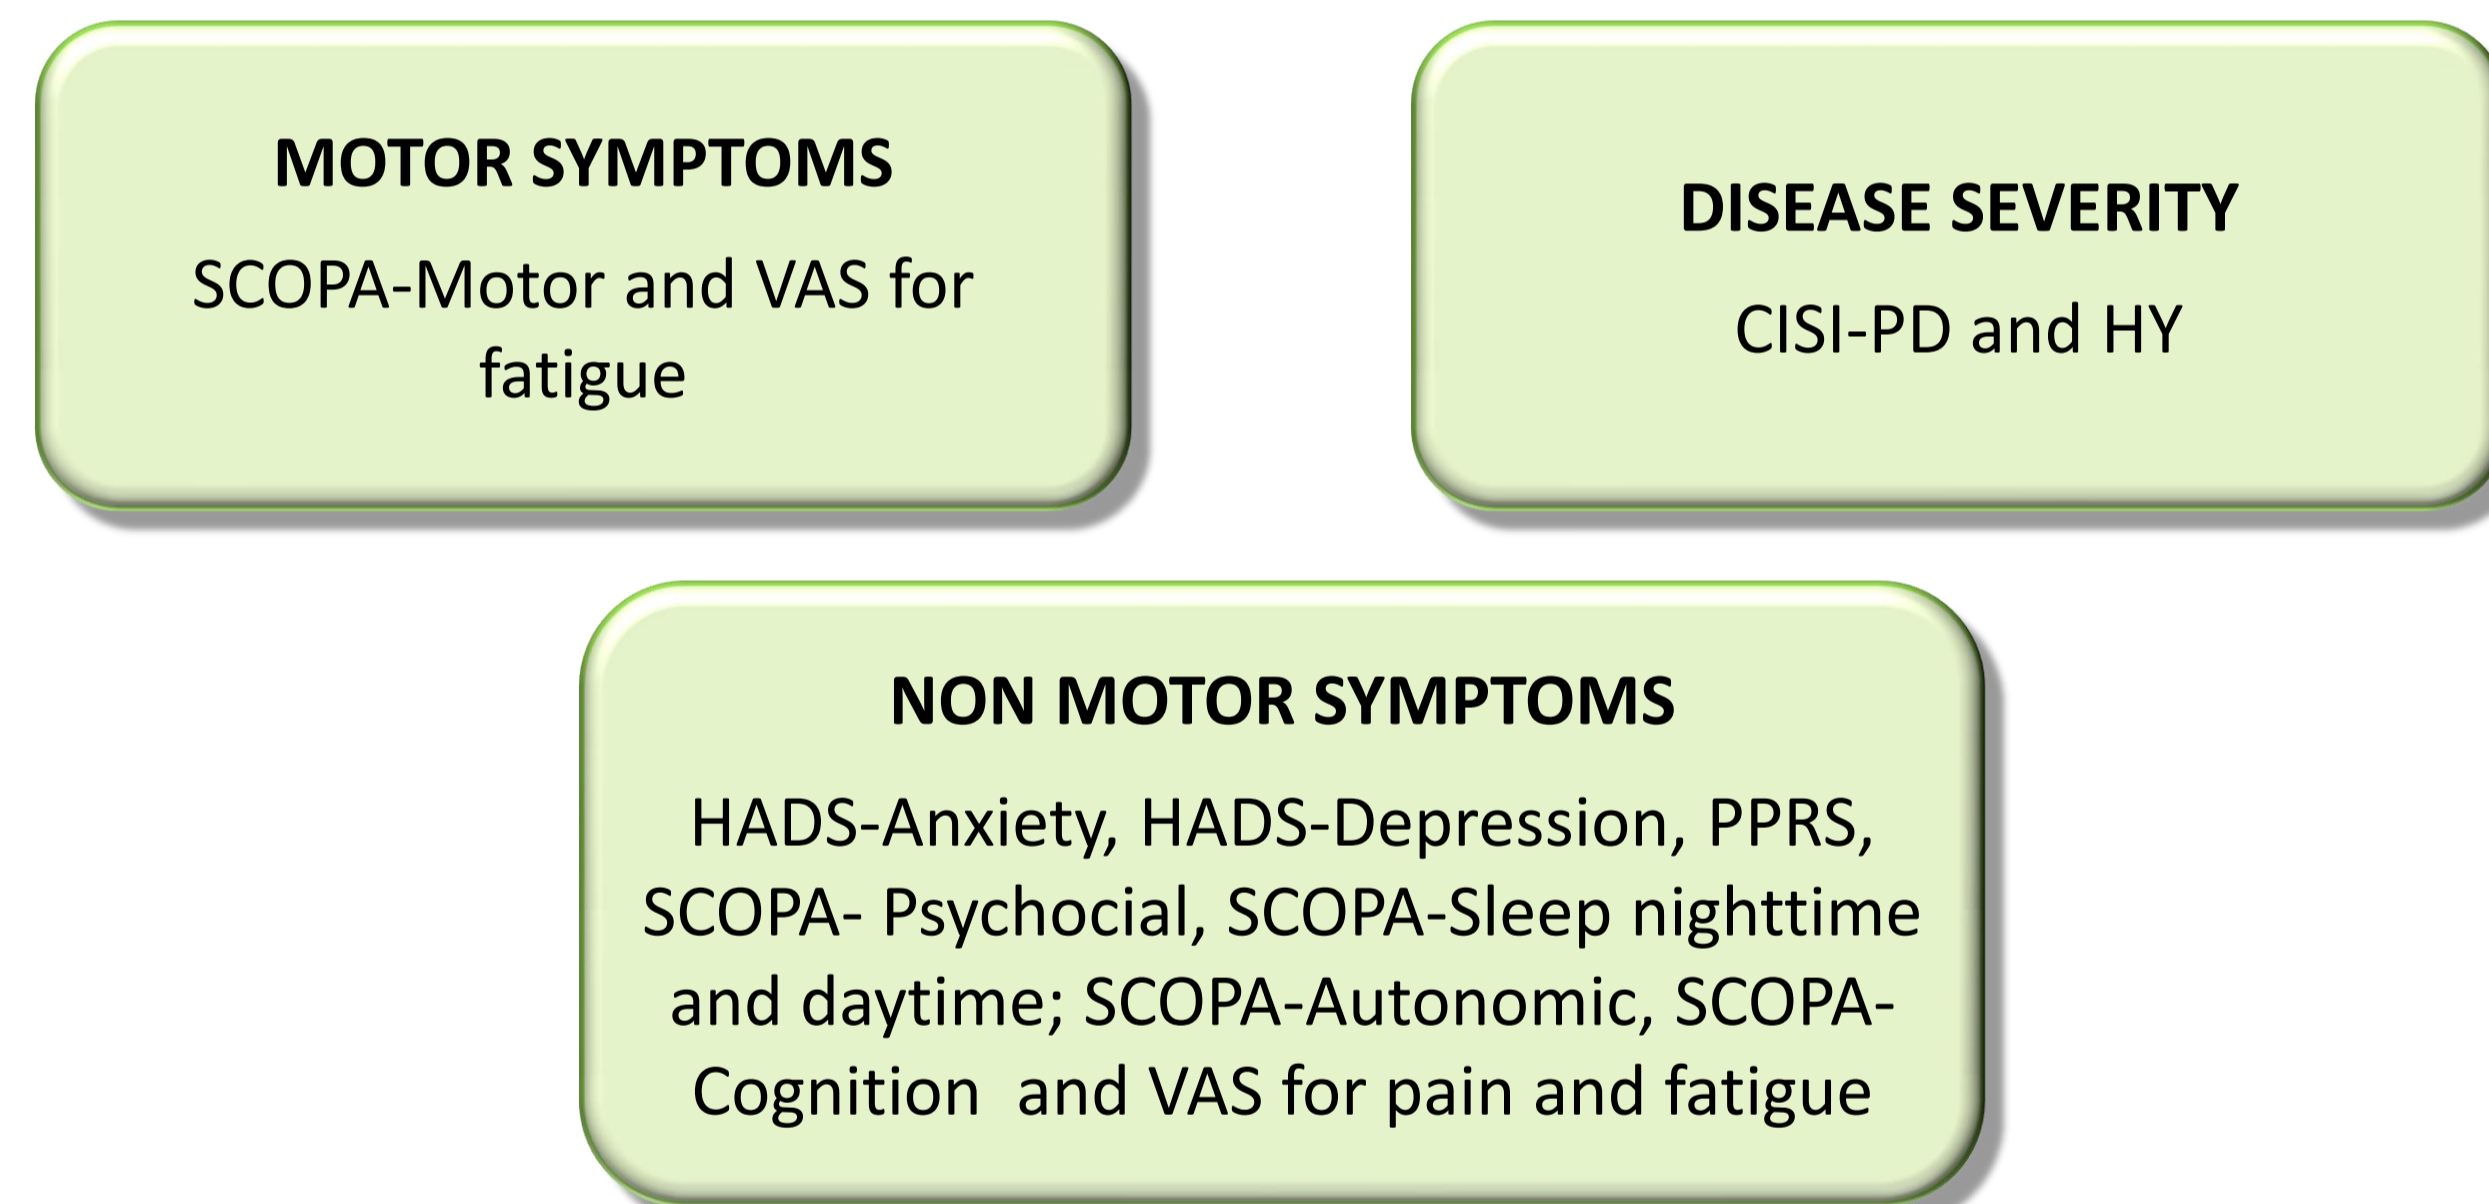 MOTOR SYMPTOMS
SCOPA-Motor and VAS for
fatigue
DISEASE SEVERITY
CISI-PD and HY
NON MOTOR SYMPTOMS
HADS-Anxiety, HADS-Depression, PPRS,
SCOPA- Psychocial, SCOPA-Sleep nighttime
and daytime; SCOPA-Autonomic, SCOPA-
Cognition  and VAS for pain and fatigue